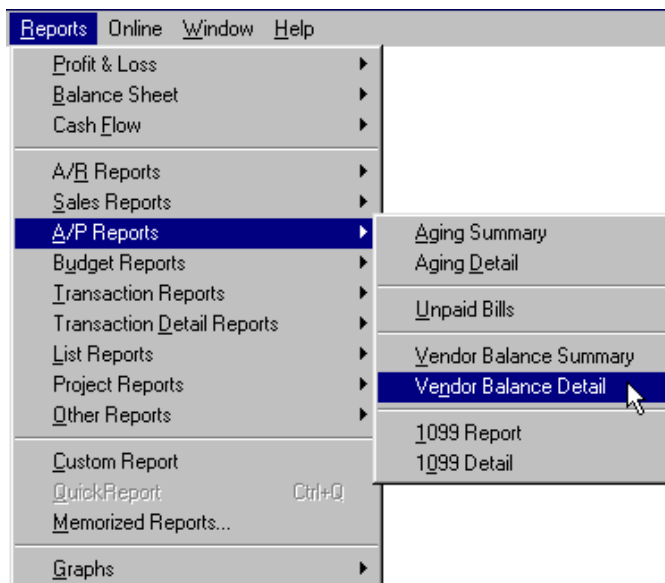 Reports Online Window Help
Profit & Loss
Balance Sheet
Cash Flow
A/R Reports
Sales Reports
A/P Reports
Budget Reports
Transaction Reports
Transaction Detail Reports
List Reports
Project Reports
Other Reports
Custom Report
QuickReport Ctrl+Q
Memorized Reports...
Graphs
Aging Summary
Aging Detail
Unpaid Bills
Vendor Balance Summary
Vendor Balance Detail
1099 Report
1099 Detail